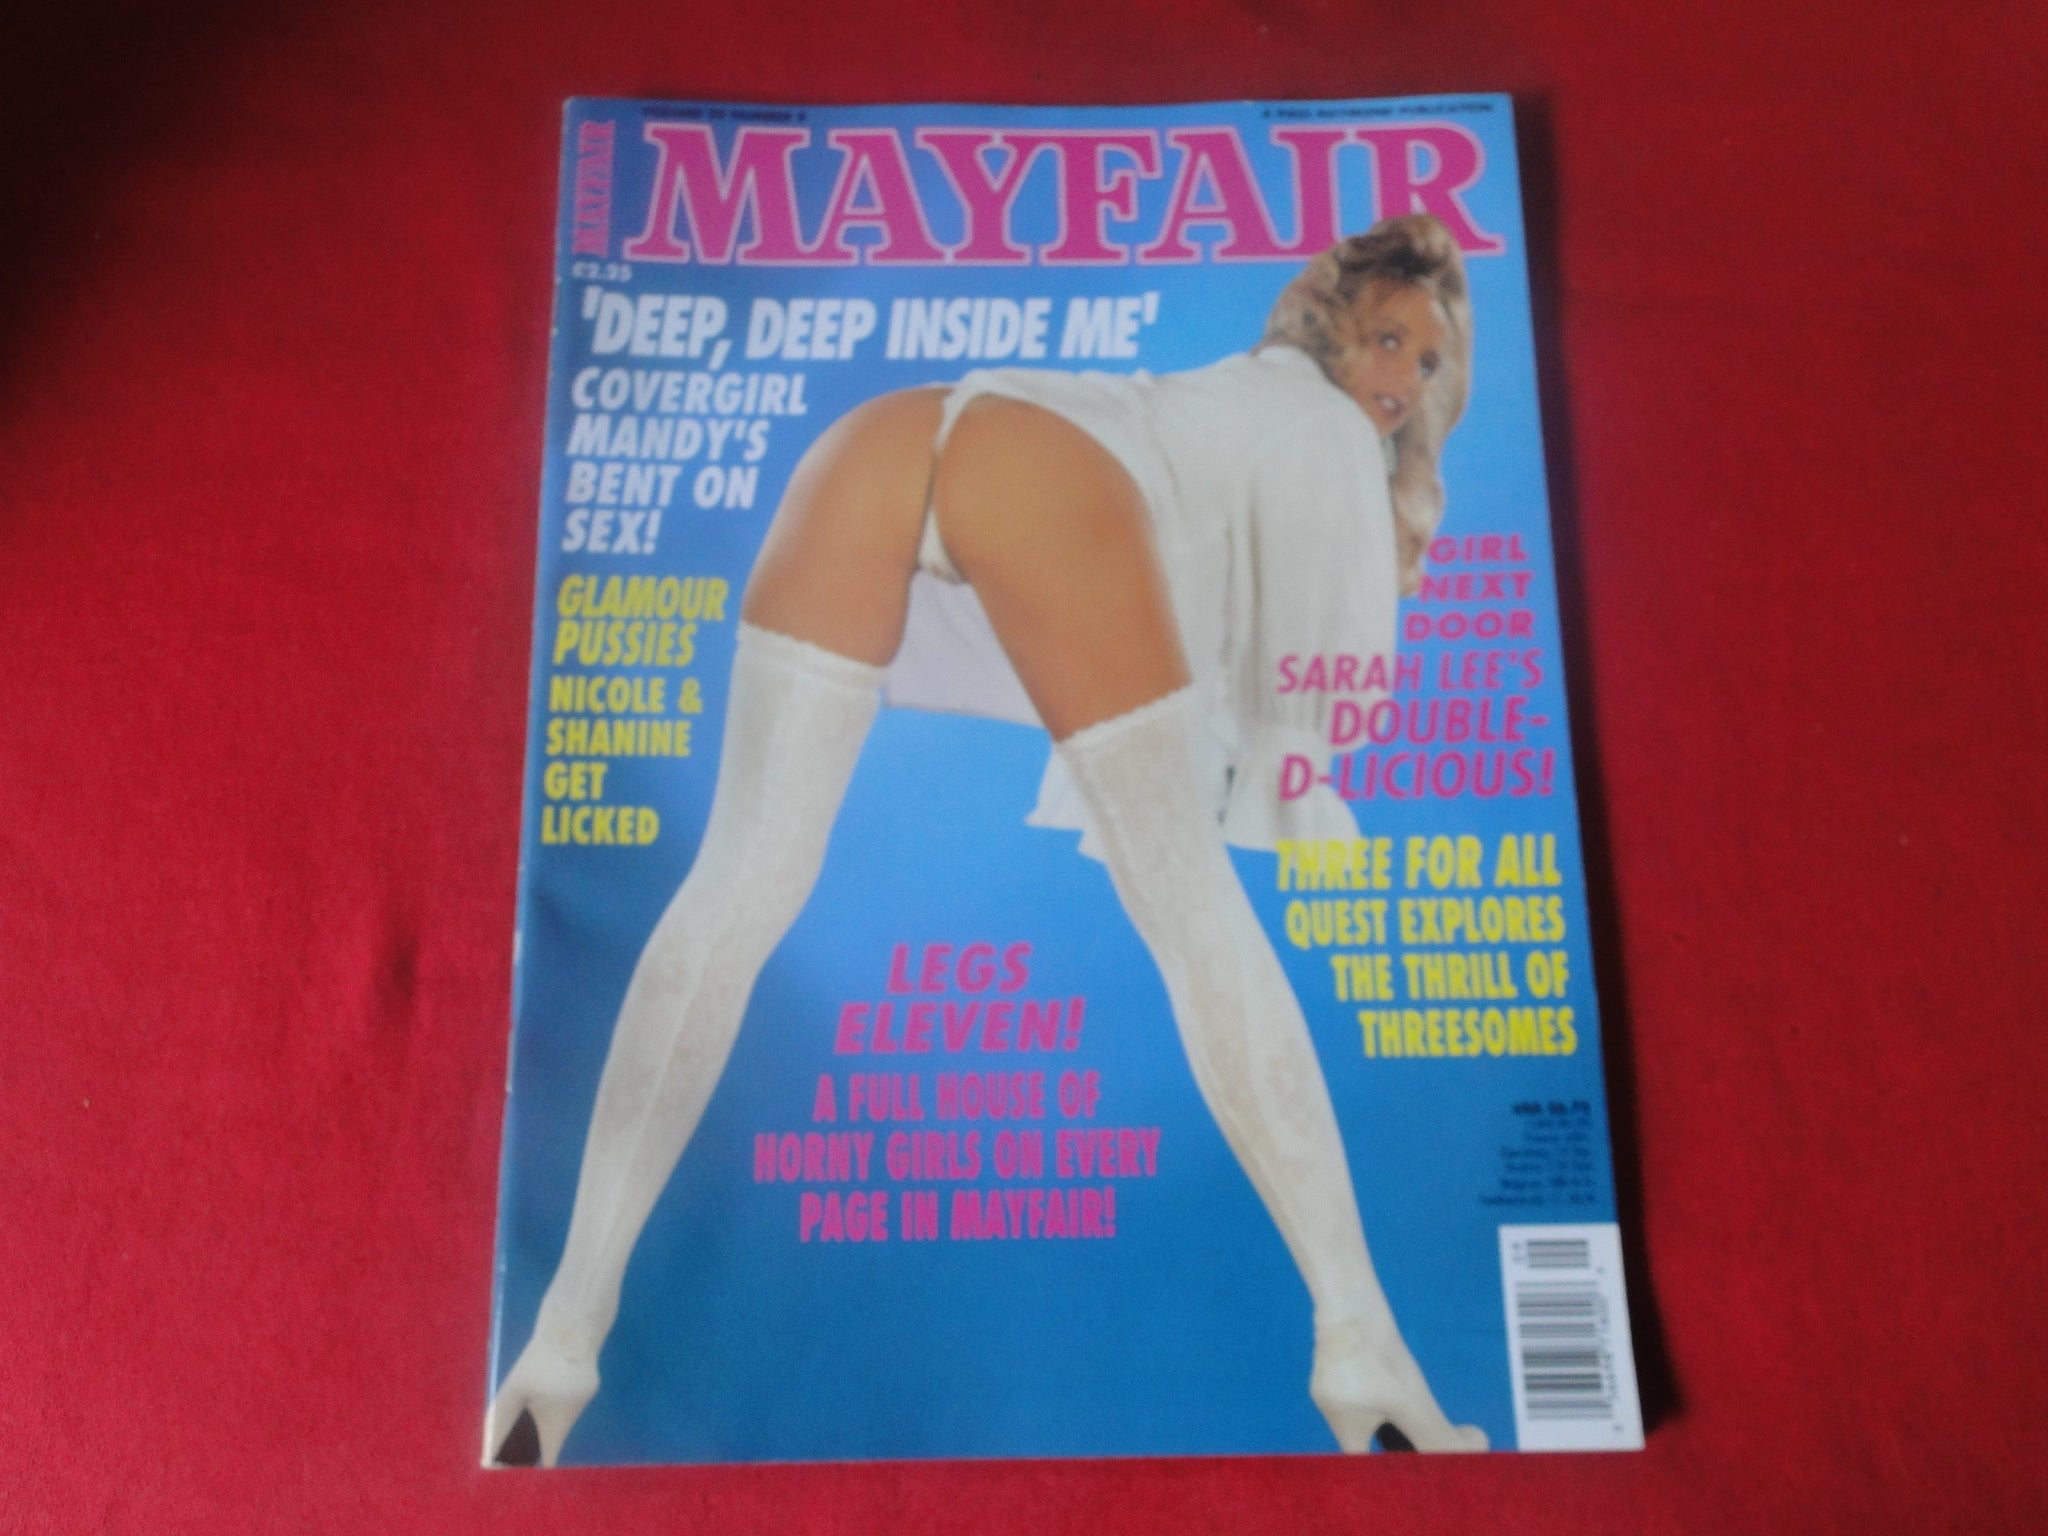 MAYFAIR
MAYFAIR
£2.25
'DEEP, DEEP INSIDE ME'
COVERGIRL
MANDY'S
BENT ON
SEX!
GLAMOUR
PUSSIES
NICOLE &
SHANINE
GET
LICKED
GIRL
NEXT
DOOR
SARAH LEE'S
DOUBLE-
D-LICIOUS!
THREE FOR ALL
QUEST EXPLORES
THE THRILL OF
THREESOMES
LEGS
ELEVEN!
A FULL HOUSE OF
HORNY GIRLS ON EVERY
PAGE IN MAYFAIR!